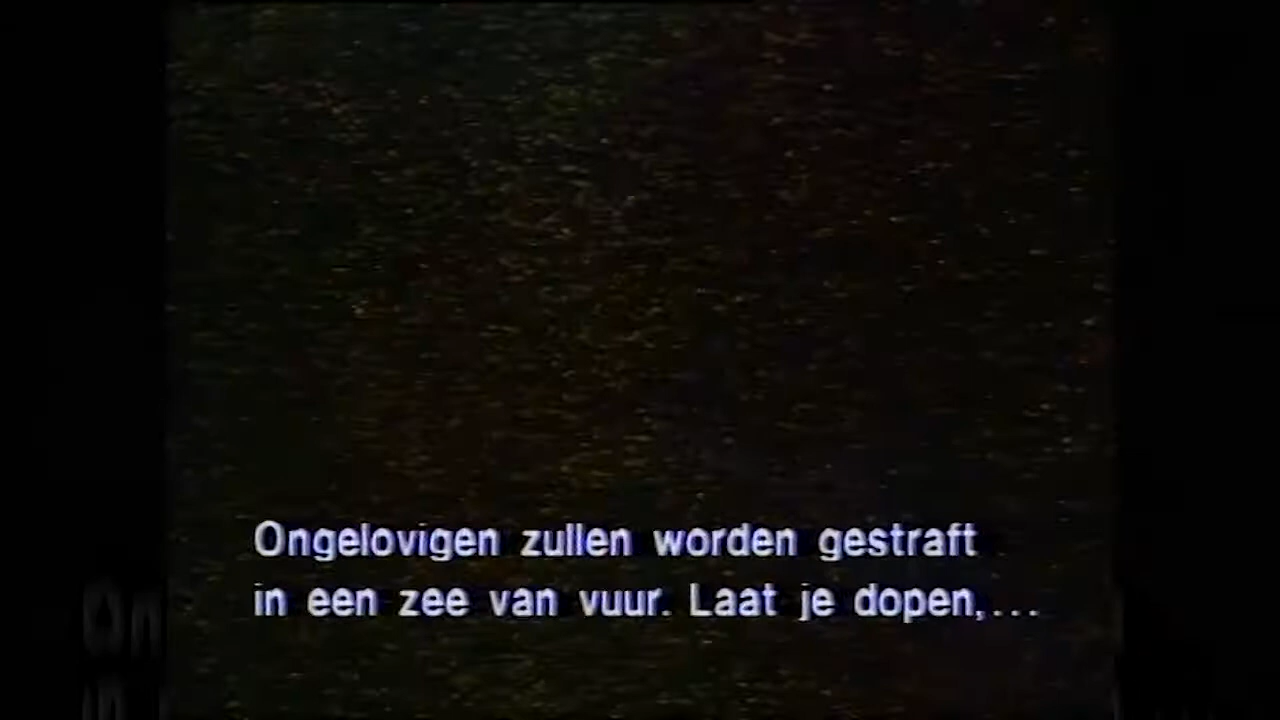 Ongelovigen zullen worden gestraft
in een zee van vuur. Laat je dopen,...